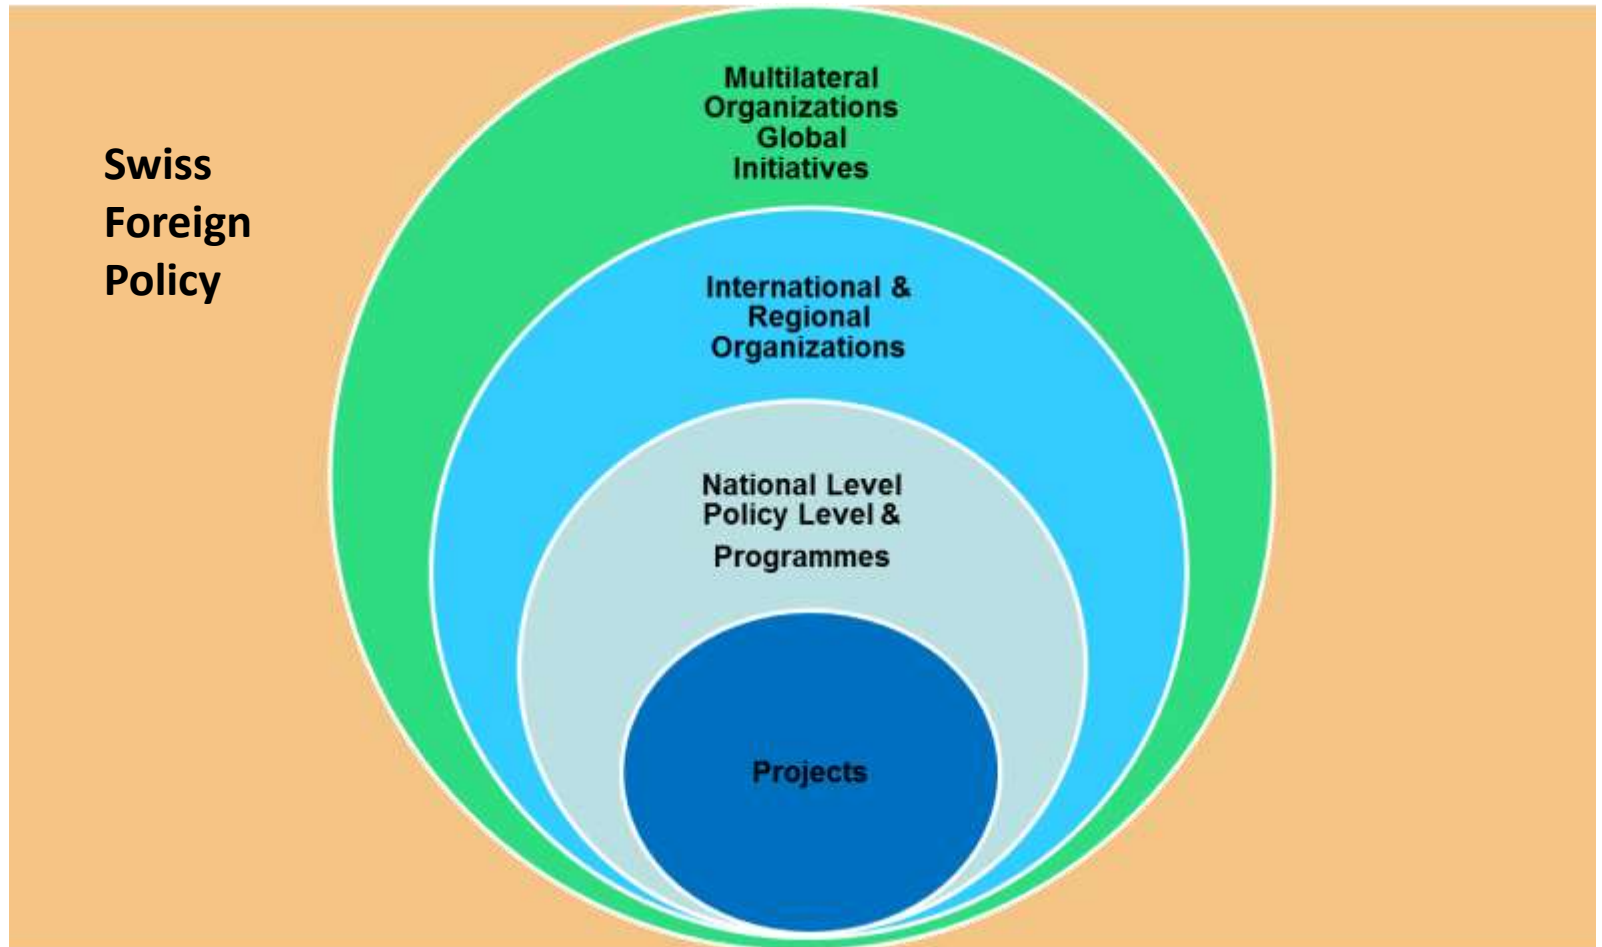 Swiss
Foreign
Policy
Multilateral
Organizations
Global
Initiatives
International &
Regional
Organizations
National Level
Policy Level &
Programmes
Projects